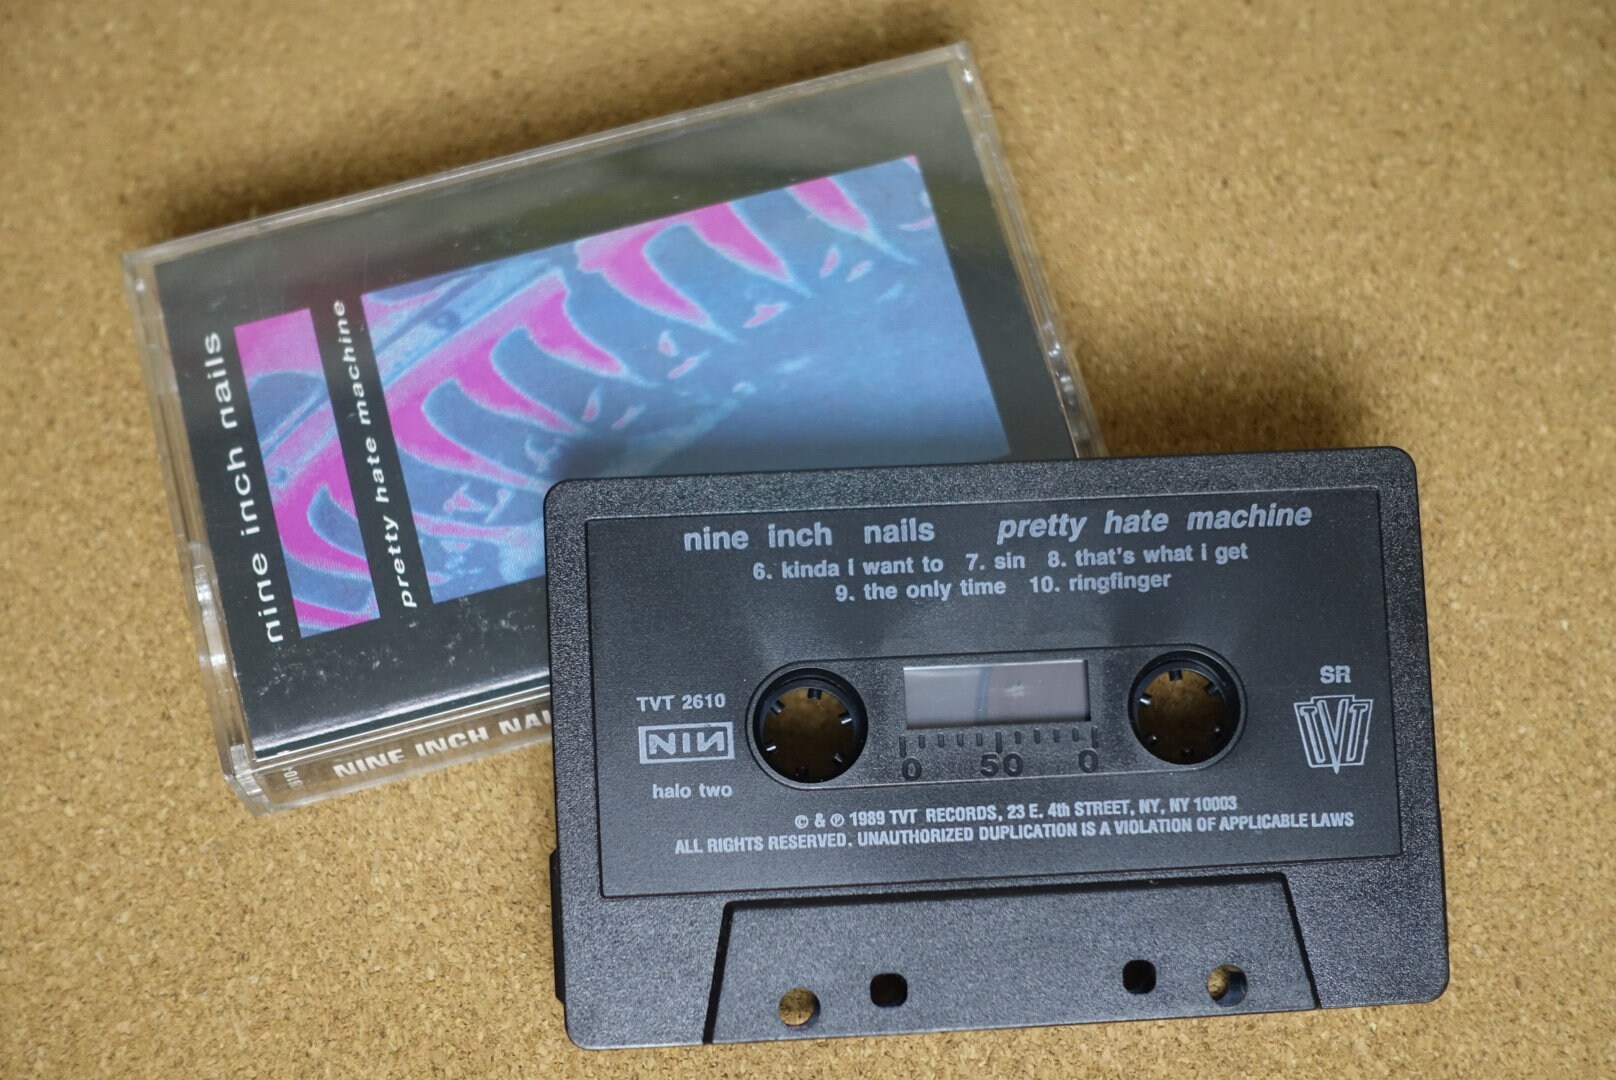 nine inch nails
pretty hate machine
NINE INCH NAI
nine inch nails pretty hate machine
6. kinda i want to 7. sin 8. that's what i get
9. the only time 10. ringfinger
TVT 2610
NIN
halo two
0 50 0
SR
TVT
© & ℗ 1989 TVT RECORDS, 23 E. 4th STREET, NY, NY 10003
ALL RIGHTS RESERVED. UNAUTHORIZED DUPLICATION IS A VIOLATION OF APPLICABLE LAWS